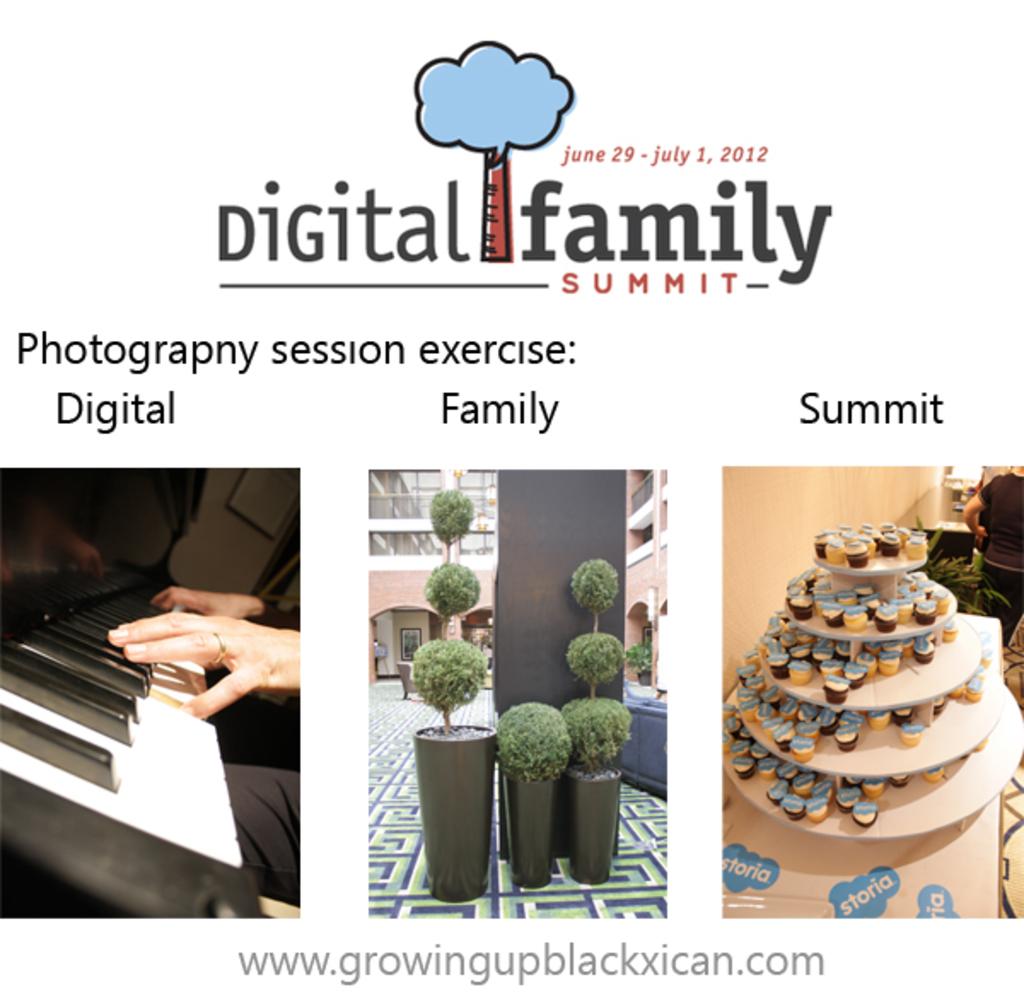 june 29 - july 1, 2012
DiGital family
SUMMIT
Photograpny session exercise:
Digital Family Summit
storia
storia
ia
www.growingupblackxican.com